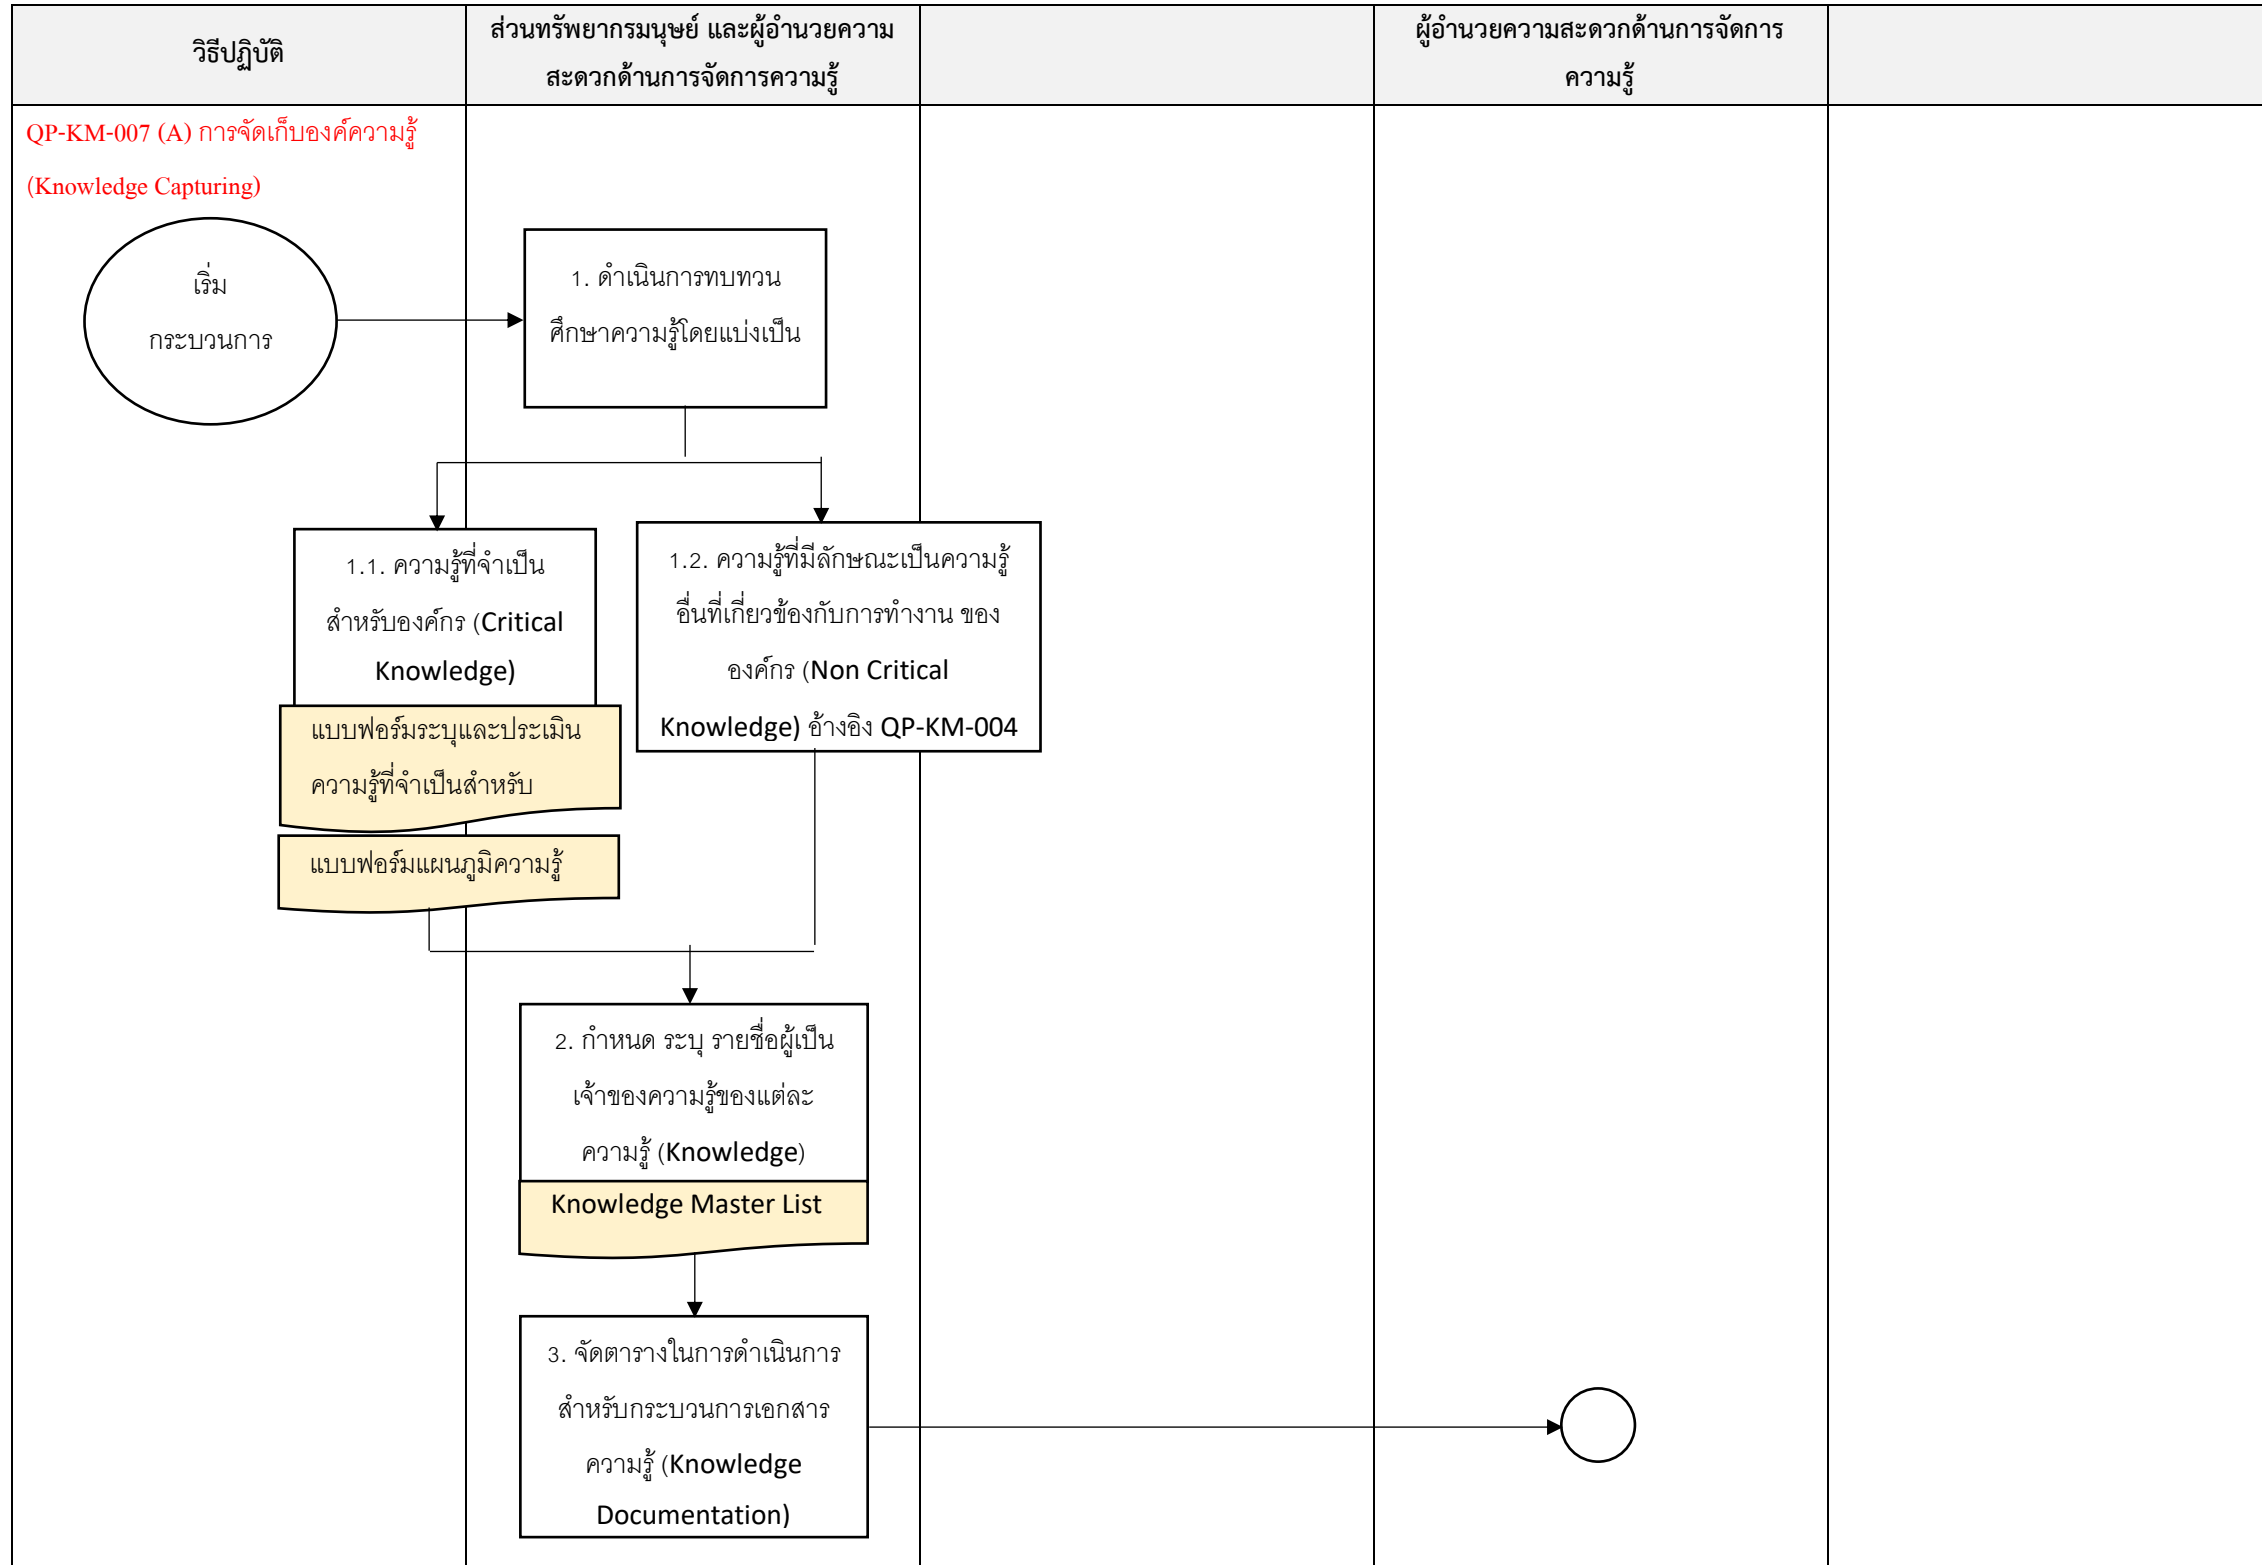 วิธีปฏิบัติ
ส่วนทรัพยากรมนุษย์ และผู้อำนวยความ
สะดวกด้านการจัดการความรู้
ผู้อำนวยความสะดวกด้านการจัดการ
ความรู้
QP-KM-007 (A) การจัดเก็บองค์ความรู้
(Knowledge Capturing)
เริ่ม
กระบวนการ
1. ดำเนินการทบทวน
ศึกษาความรู้โดยแบ่งเป็น
1.1. ความรู้ที่จำเป็น
สำหรับองค์กร (Critical
Knowledge)
แบบฟอร์มระบุและประเมิน
ความรู้ที่จำเป็นสำหรับ
แบบฟอร์มแผนภูมิความรู้
1.2. ความรู้ที่มีลักษณะเป็นความรู้
อื่นที่เกี่ยวข้องกับการทำงาน ของ
องค์กร (Non Critical
Knowledge) อ้างอิง QP-KM-004
2. กำหนด ระบุ รายชื่อผู้เป็น
เจ้าของความรู้ของแต่ละ
ความรู้ (Knowledge)
Knowledge Master List
3. จัดตารางในการดำเนินการ
สำหรับกระบวนการเอกสาร
ความรู้ (Knowledge
Documentation)